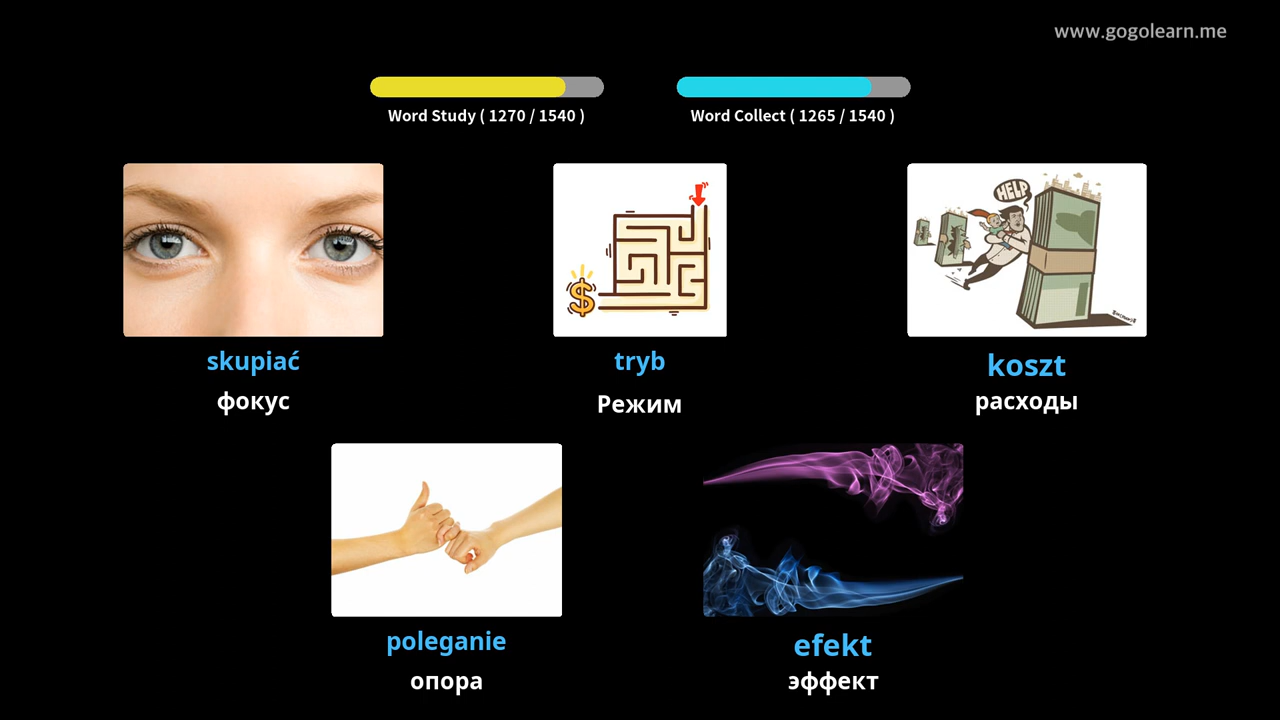 www.gogolearn.me
Word Study ( 1270 / 1540 )
Word Collect ( 1265 / 1540 )
HELP
skupiać
tryb
koszt
фокус
Режим
расходы
poleganie
efekt
опора
эффект